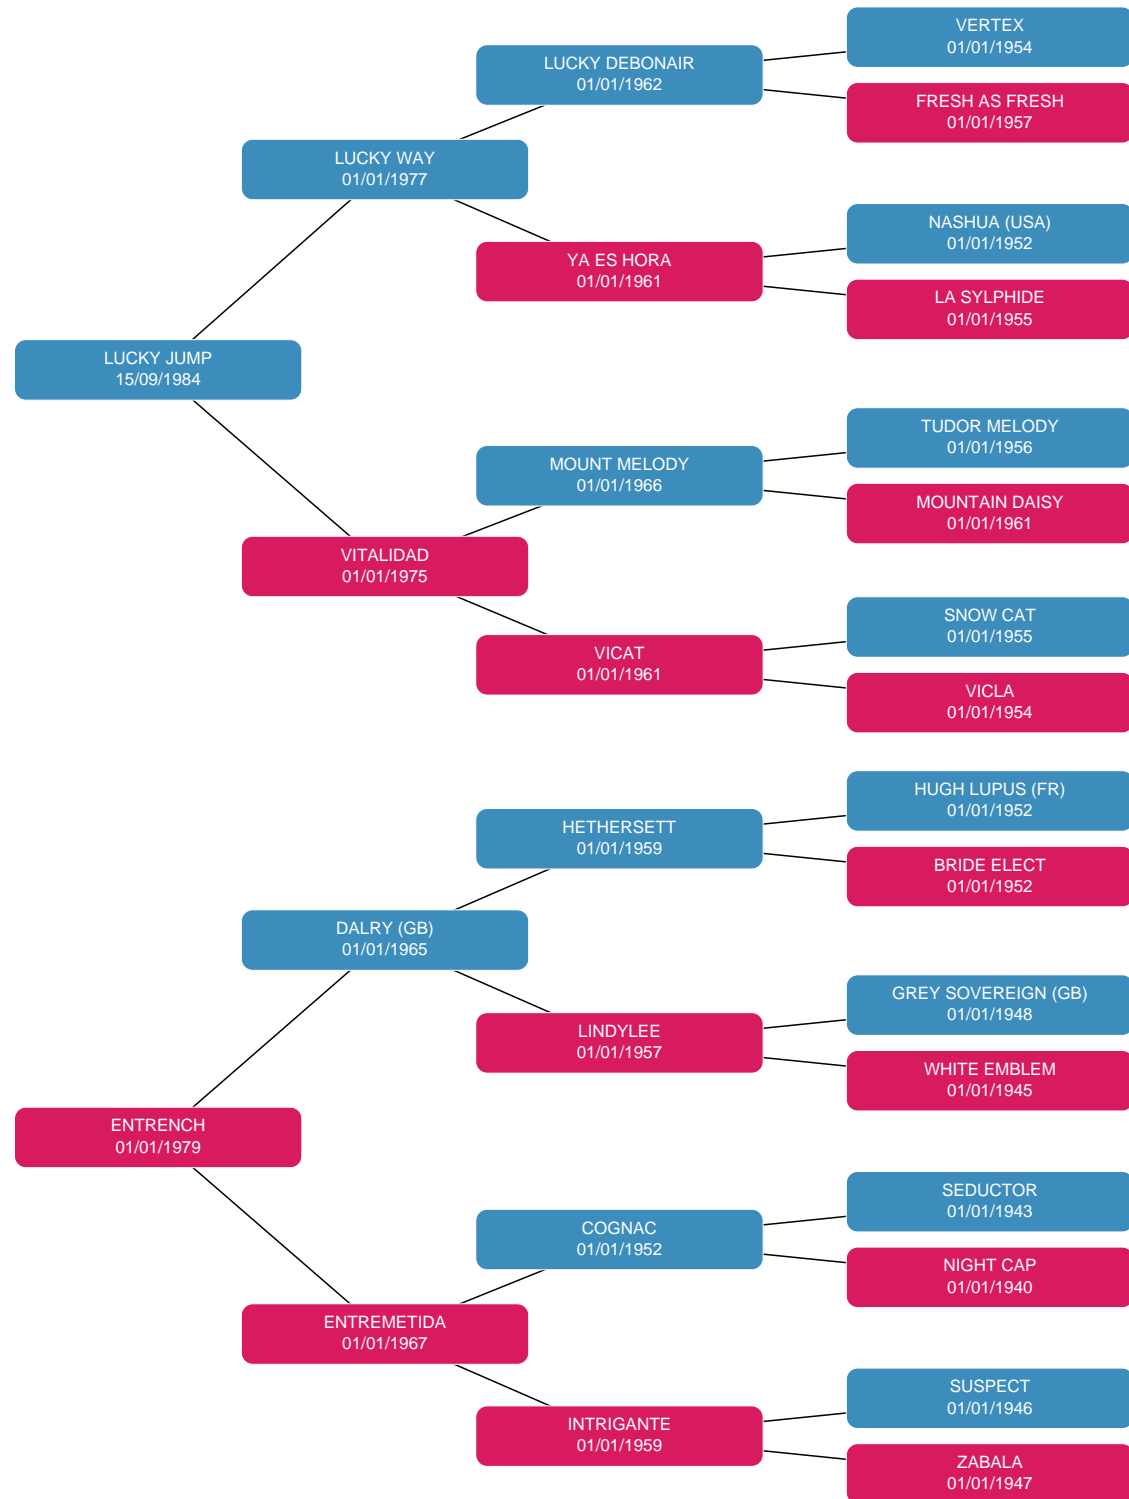 VERTEX
01/01/1954
LUCKY DEBONAIR
01/01/1962
FRESH AS FRESH
01/01/1957
LUCKY WAY
01/01/1977
NASHUA (USA)
01/01/1952
YA ES HORA
01/01/1961
LA SYLPHIDE
01/01/1955
LUCKY JUMP
15/09/1984
TUDOR MELODY
01/01/1956
MOUNT MELODY
01/01/1966
MOUNTAIN DAISY
01/01/1961
VITALIDAD
01/01/1975
SNOW CAT
01/01/1955
VICAT
01/01/1961
VICLA
01/01/1954
HUGH LUPUS (FR)
01/01/1952
HETHERSETT
01/01/1959
BRIDE ELECT
01/01/1952
DALRY (GB)
01/01/1965
GREY SOVEREIGN (GB)
01/01/1948
LINDYLEE
01/01/1957
WHITE EMBLEM
01/01/1945
ENTRENCH
01/01/1979
SEDUCTOR
01/01/1943
COGNAC
01/01/1952
NIGHT CAP
01/01/1940
ENTREMETIDA
01/01/1967
SUSPECT
01/01/1946
INTRIGANTE
01/01/1959
ZABALA
01/01/1947